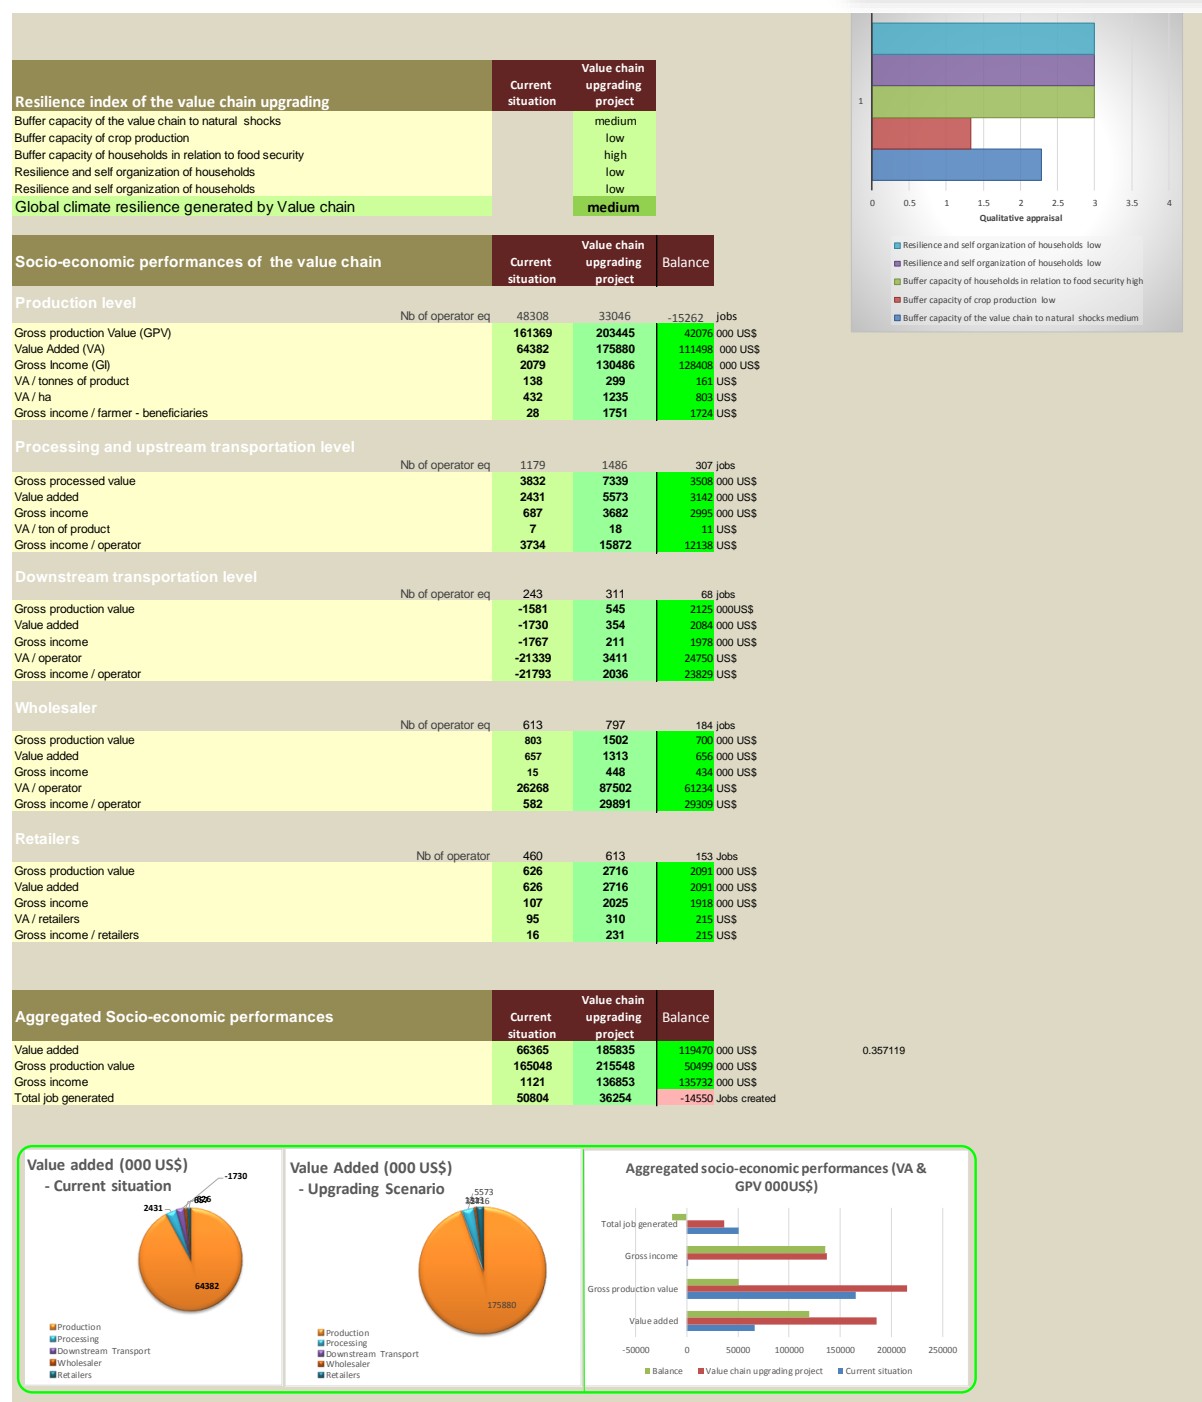 Resilience index of the value chain upgrading Current situation Value chain upgrading project
Buffer capacity of the value chain to natural shocks medium
Buffer capacity of crop production low
Buffer capacity of households in relation to food security high
Resilience and self organization of households low
Resilience and self organization of households low
Global climate resilience generated by Value chain medium
1
0 0.5 1 1.5 2 2.5 3 3.5 4
Qualitative appraisal
Resilience and self organization of households low
Resilience and self organization of households low
Buffer capacity of households in relation to food security high
Buffer capacity of crop production low
Buffer capacity of the value chain to natural shocks medium
Socio-economic performances of the value chain Current situation Value chain upgrading project Balance
Production level
Nb of operator eq 48308 33046 -15262 jobs
Gross production Value (GPV) 161369 203445 42076 000 US$
Value Added (VA) 64382 175880 111498 000 US$
Gross Income (GI) 2079 130486 128408 000 US$
VA / tonnes of product 138 299 161 US$
VA / ha 432 1235 803 US$
Gross income / farmer - beneficiaries 28 1751 1724 US$
Processing and upstream transportation level
Nb of operator eq 1179 1486 307 jobs
Gross processed value 3832 7339 3508 000 US$
Value added 2431 5573 3142 000 US$
Gross income 687 3682 2995 000 US$
VA / ton of product 7 18 11 US$
Gross income / operator 3734 15872 12138 US$
Downstream transportation level
Nb of operator eq 243 311 68 jobs
Gross production value -1581 545 2125 000US$
Value added -1730 354 2084 000 US$
Gross income -1767 211 1978 000 US$
VA / operator -21339 3411 24750 US$
Gross income / operator -21793 2036 23829 US$
Wholesaler
Nb of operator eq 613 797 184 jobs
Gross production value 803 1502 700 000 US$
Value added 657 1313 656 000 US$
Gross income 15 448 434 000 US$
VA / operator 26268 87502 61234 US$
Gross income / operator 582 29891 29309 US$
Retailers
Nb of operator 460 613 153 Jobs
Gross production value 626 2716 2091 000 US$
Value added 626 2716 2091 000 US$
Gross income 107 2025 1918 000 US$
VA / retailers 95 310 215 US$
Gross income / retailers 16 231 215 US$
Aggregated Socio-economic performances Current situation Value chain upgrading project Balance
Value added 66365 185835 119470 000 US$ 0.357119
Gross production value 165048 215548 50499 000 US$
Gross income 1121 136853 135732 000 US$
Total job generated 50804 36254 -14550 Jobs created
Value added (000 US$)
- Current situation
-1730
2431
64382
Production
Processing
Downstream Transport
Wholesaler
Retailers
Value Added (000 US$)
- Upgrading Scenario
5573
175880
Production
Processing
Downstream Transport
Wholesaler
Retailers
Aggregated socio-economic performances (VA &
GPV 000US$)
Total job generated
Gross income
Gross production value
Value added
-50000 0 50000 100000 150000 200000 250000
Balance Value chain upgrading project Current situation